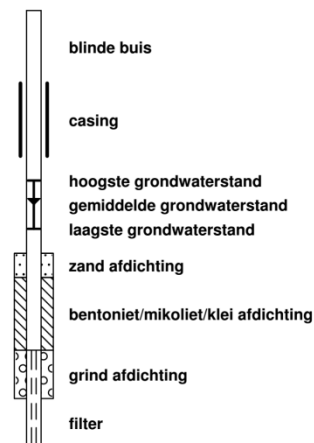 blinde buis
casing
hoogste grondwaterstand
gemiddelde grondwaterstand
laagste grondwaterstand
zand afdichting
bentoniet/mikoliet/klei afdichting
grind afdichting
filter